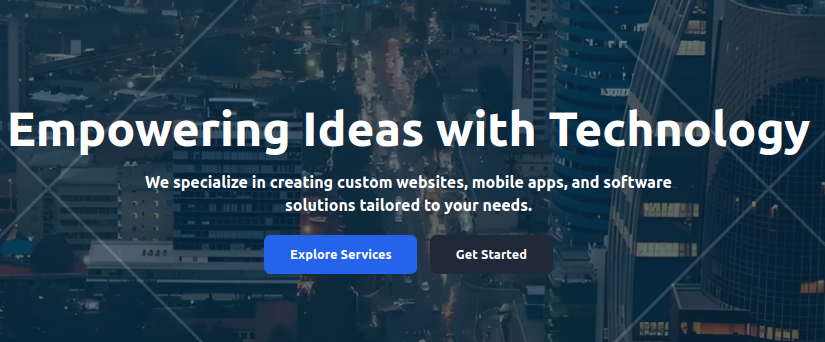 Empowering Ideas with Technology
We specialize in creating custom websites, mobile apps, and software
solutions tailored to your needs.
Explore Services
Get Started